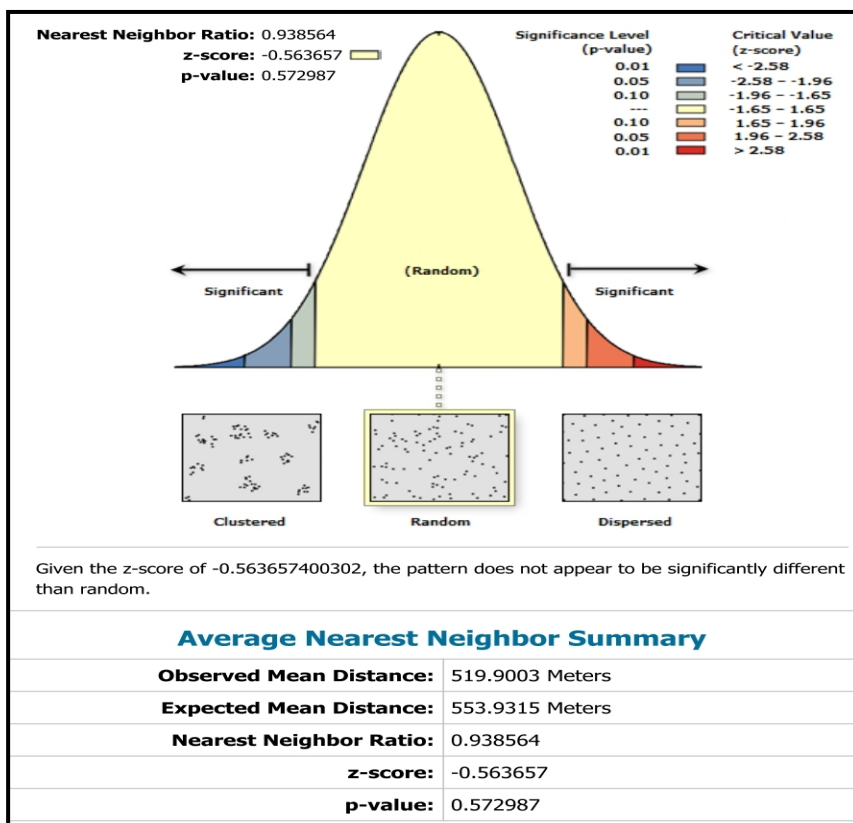 Nearest Neighbor Ratio: 0.938564
z-score: -0.563657
p-value: 0.572987
Significance Level
(p-value)
Critical Value
(z-score)
0.01 < -2.58
0.05 -2.58 – -1.96
0.10 -1.96 – -1.65
--- -1.65 – 1.65
0.10 1.65 – 1.96
0.05 1.96 – 2.58
0.01 > 2.58
(Random)
Significant
Significant
Clustered
Random
Dispersed
Given the z-score of -0.563657400302, the pattern does not appear to be significantly different
than random.
Average Nearest Neighbor Summary
Observed Mean Distance: 519.9003 Meters
Expected Mean Distance: 553.9315 Meters
Nearest Neighbor Ratio: 0.938564
z-score: -0.563657
p-value: 0.572987